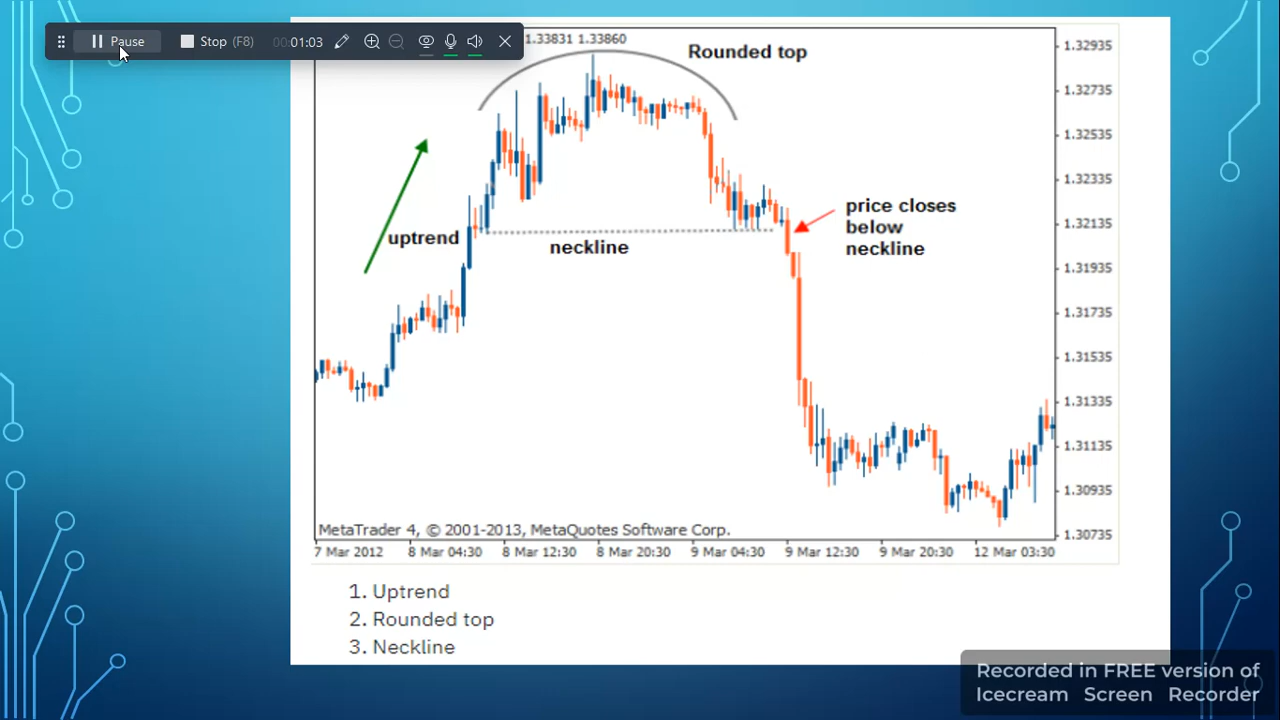 Pause
Stop (F8)
00:01:03
1.33831 1.33860
Rounded top
1.32935
1.32735
1.32535
1.32335
1.32135
1.31935
1.31735
1.31535
1.31335
1.31135
1.30935
1.30735
uptrend
neckline
price closes
below
neckline
MetaTrader 4, © 2001-2013, MetaQuotes Software Corp.
7 Mar 2012
8 Mar 04:30
8 Mar 12:30
8 Mar 20:30
9 Mar 04:30
9 Mar 12:30
9 Mar 20:30
12 Mar 03:30
1. Uptrend
2. Rounded top
3. Neckline
Recorded in FREE version of
Icecream Screen Recorder